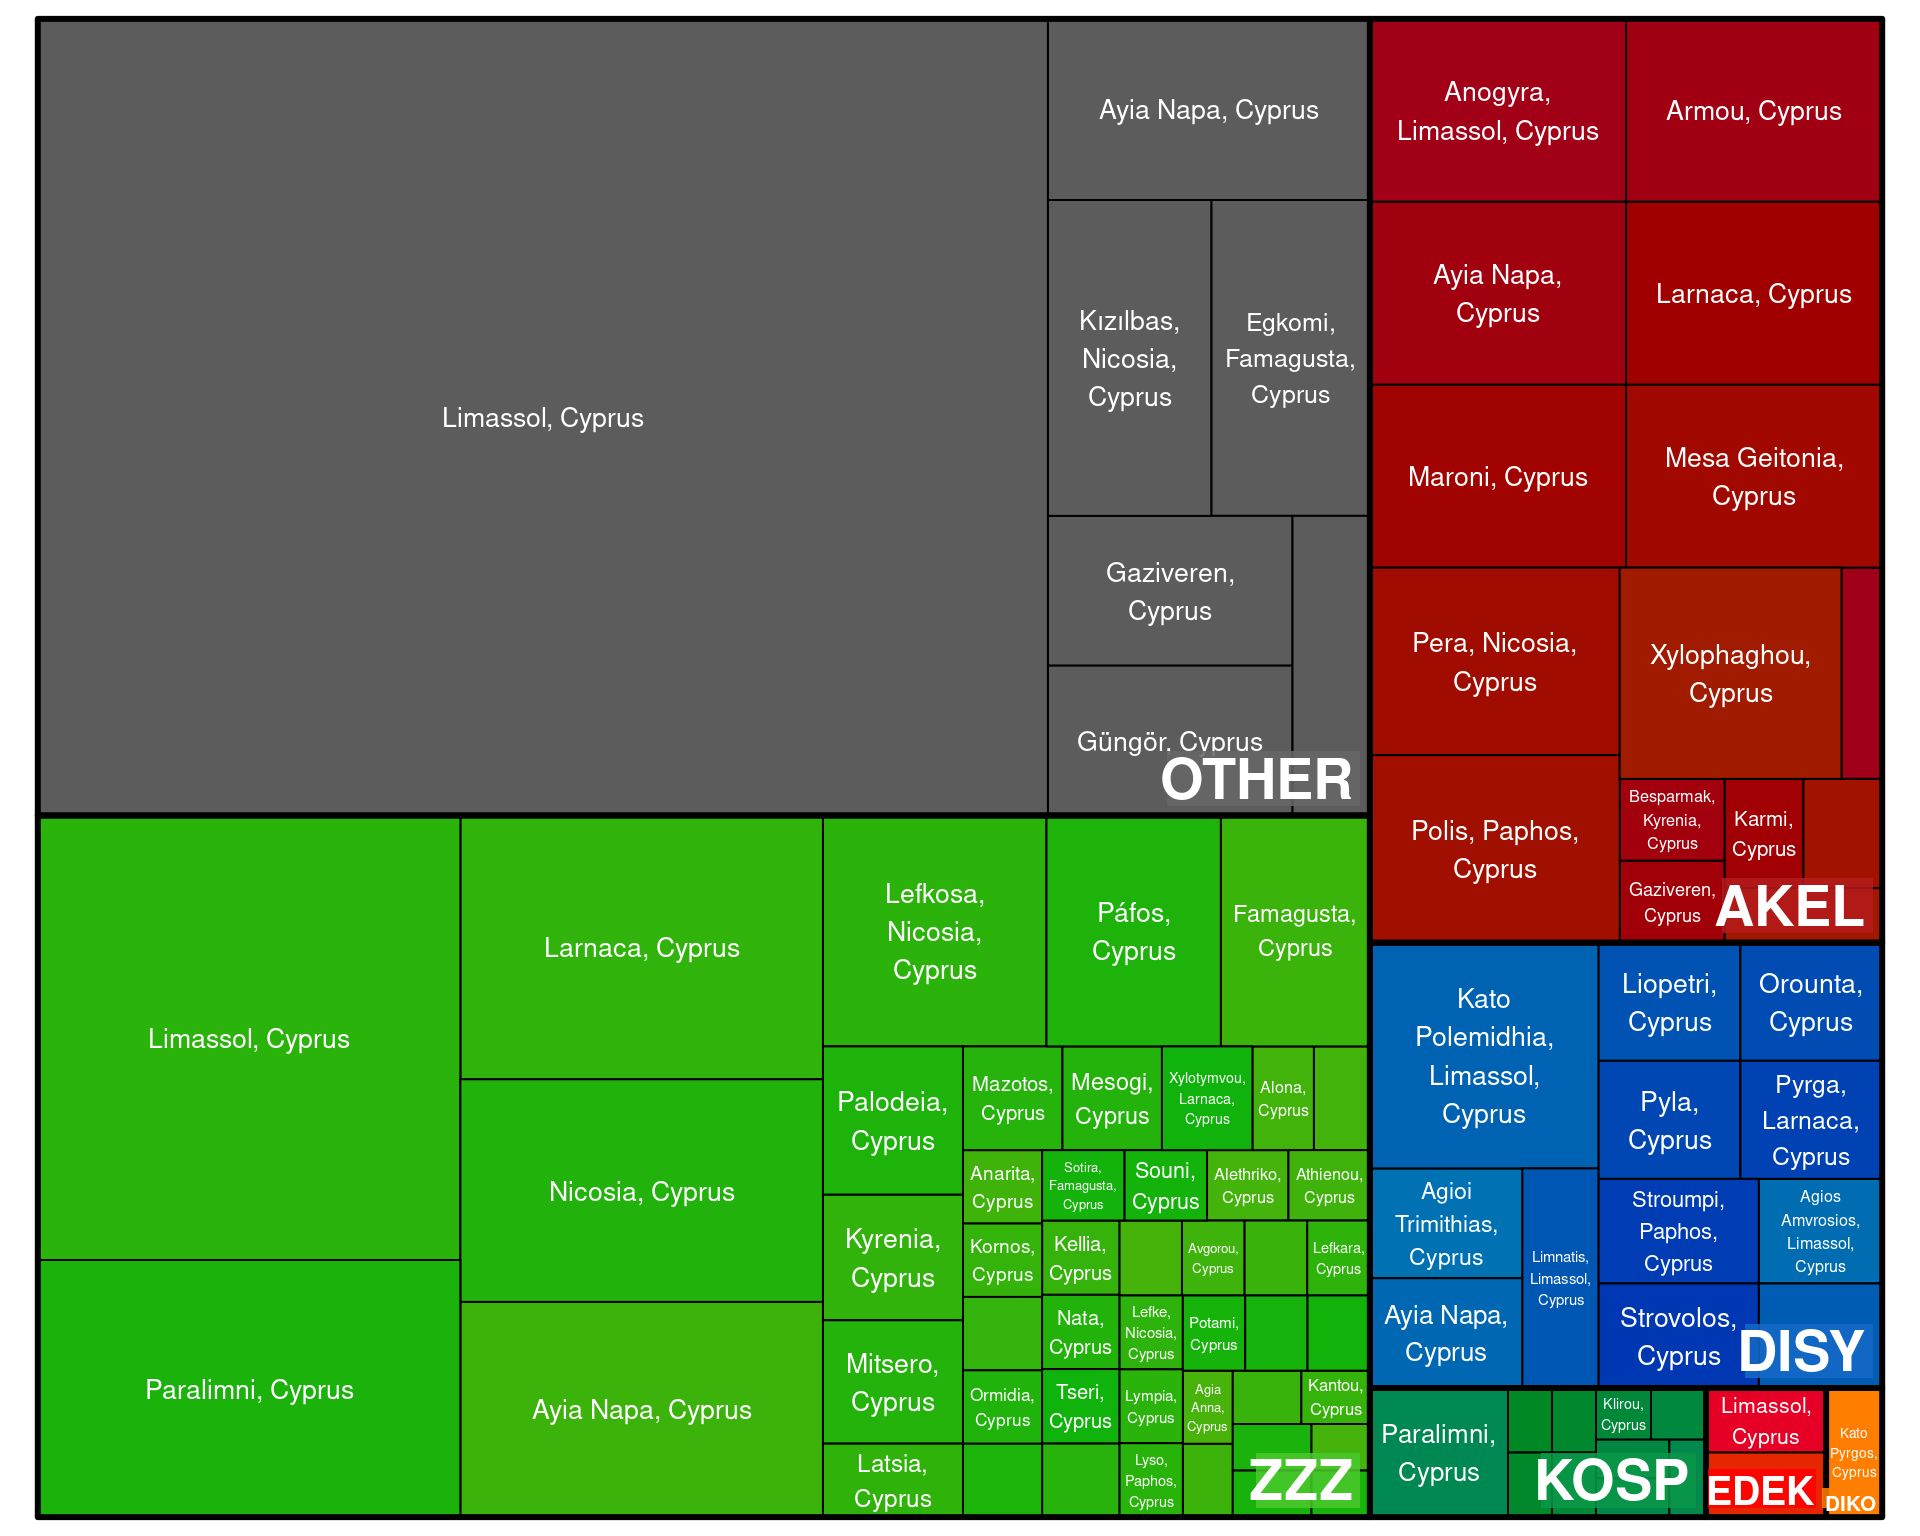 Limassol, Cyprus
Ayia Napa, Cyprus
Kızılbas,
Nicosia,
Cyprus
Egkomi,
Famagusta,
Cyprus
Gaziveren,
Cyprus
Güngör, Cyprus
OTHER
Anogyra,
Limassol, Cyprus
Armou, Cyprus
Ayia Napa,
Cyprus
Larnaca, Cyprus
Maroni, Cyprus
Mesa Geitonia,
Cyprus
Pera, Nicosia,
Cyprus
Xylophaghou,
Cyprus
Polis, Paphos,
Cyprus
Besparmak,
Kyrenia,
Cyprus
Karmi,
Cyprus
Gaziveren,
Cyprus
AKEL
Limassol, Cyprus
Paralimni, Cyprus
Larnaca, Cyprus
Nicosia, Cyprus
Ayia Napa, Cyprus
Lefkosa,
Nicosia,
Cyprus
Páfos,
Cyprus
Famagusta,
Cyprus
Palodeia,
Cyprus
Kyrenia,
Cyprus
Mitsero,
Cyprus
Latsia,
Cyprus
Mazotos,
Cyprus
Mesogi,
Cyprus
Xylotymvou,
Larnaca,
Cyprus
Alona,
Cyprus
Anarita,
Cyprus
Sotira,
Famagusta,
Cyprus
Souni,
Cyprus
Alethriko,
Cyprus
Athienou,
Cyprus
Kornos,
Cyprus
Kellia,
Cyprus
Avgorou,
Cyprus
Lefkara,
Cyprus
Nata,
Cyprus
Lefke,
Nicosia,
Cyprus
Potami,
Cyprus
Ormidia,
Cyprus
Tseri,
Cyprus
Lympia,
Cyprus
Agia
Anna,
Cyprus
Kantou,
Cyprus
Lyso,
Paphos,
Cyprus
ZZZ
Kato
Polemidhia,
Limassol,
Cyprus
Liopetri,
Cyprus
Orounta,
Cyprus
Pyla,
Cyprus
Pyrga,
Larnaca,
Cyprus
Agioi
Trimithias,
Cyprus
Limnatis,
Limassol,
Cyprus
Stroumpi,
Paphos,
Cyprus
Agios
Amvrosios,
Limassol,
Cyprus
Ayia Napa,
Cyprus
Strovolos,
Cyprus
DISY
Paralimni,
Cyprus
Klirou,
Cyprus
KOSP
Limassol,
Cyprus
EDEK
Kato
Pyrgos,
Cyprus
DIKO